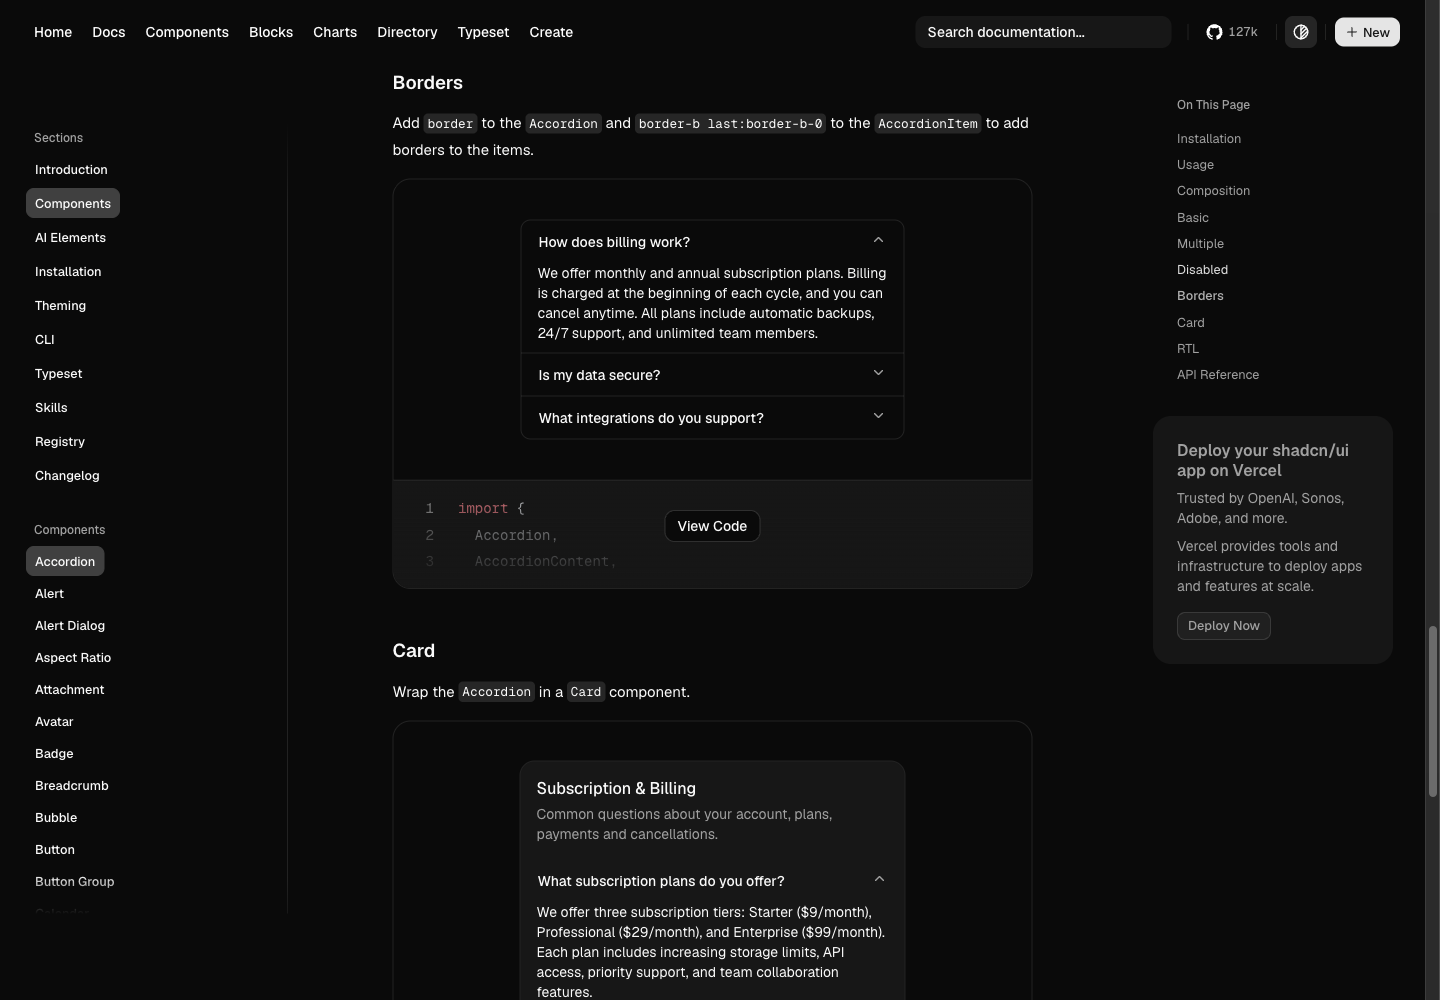 Home Docs Components Blocks Charts Directory Typeset Create
Search documentation...
127k
New
Sections
Introduction
Components
AI Elements
Installation
Theming
CLI
Typeset
Skills
Registry
Changelog
Components
Accordion
Alert
Alert Dialog
Aspect Ratio
Attachment
Avatar
Badge
Breadcrumb
Bubble
Button
Button Group
Calendar
Borders
Add border to the Accordion and border-b last:border-b-0 to the AccordionItem to add
borders to the items.
How does billing work?
We offer monthly and annual subscription plans. Billing
is charged at the beginning of each cycle, and you can
cancel anytime. All plans include automatic backups,
24/7 support, and unlimited team members.
Is my data secure?
What integrations do you support?
1 import {
2 Accordion,
3 AccordionContent,
View Code
Card
Wrap the Accordion in a Card component.
Subscription & Billing
Common questions about your account, plans,
payments and cancellations.
What subscription plans do you offer?
We offer three subscription tiers: Starter ($9/month),
Professional ($29/month), and Enterprise ($99/month).
Each plan includes increasing storage limits, API
access, priority support, and team collaboration
features.
On This Page
Installation
Usage
Composition
Basic
Multiple
Disabled
Borders
Card
RTL
API Reference
Deploy your shadcn/ui
app on Vercel
Trusted by OpenAI, Sonos,
Adobe, and more.
Vercel provides tools and
infrastructure to deploy apps
and features at scale.
Deploy Now